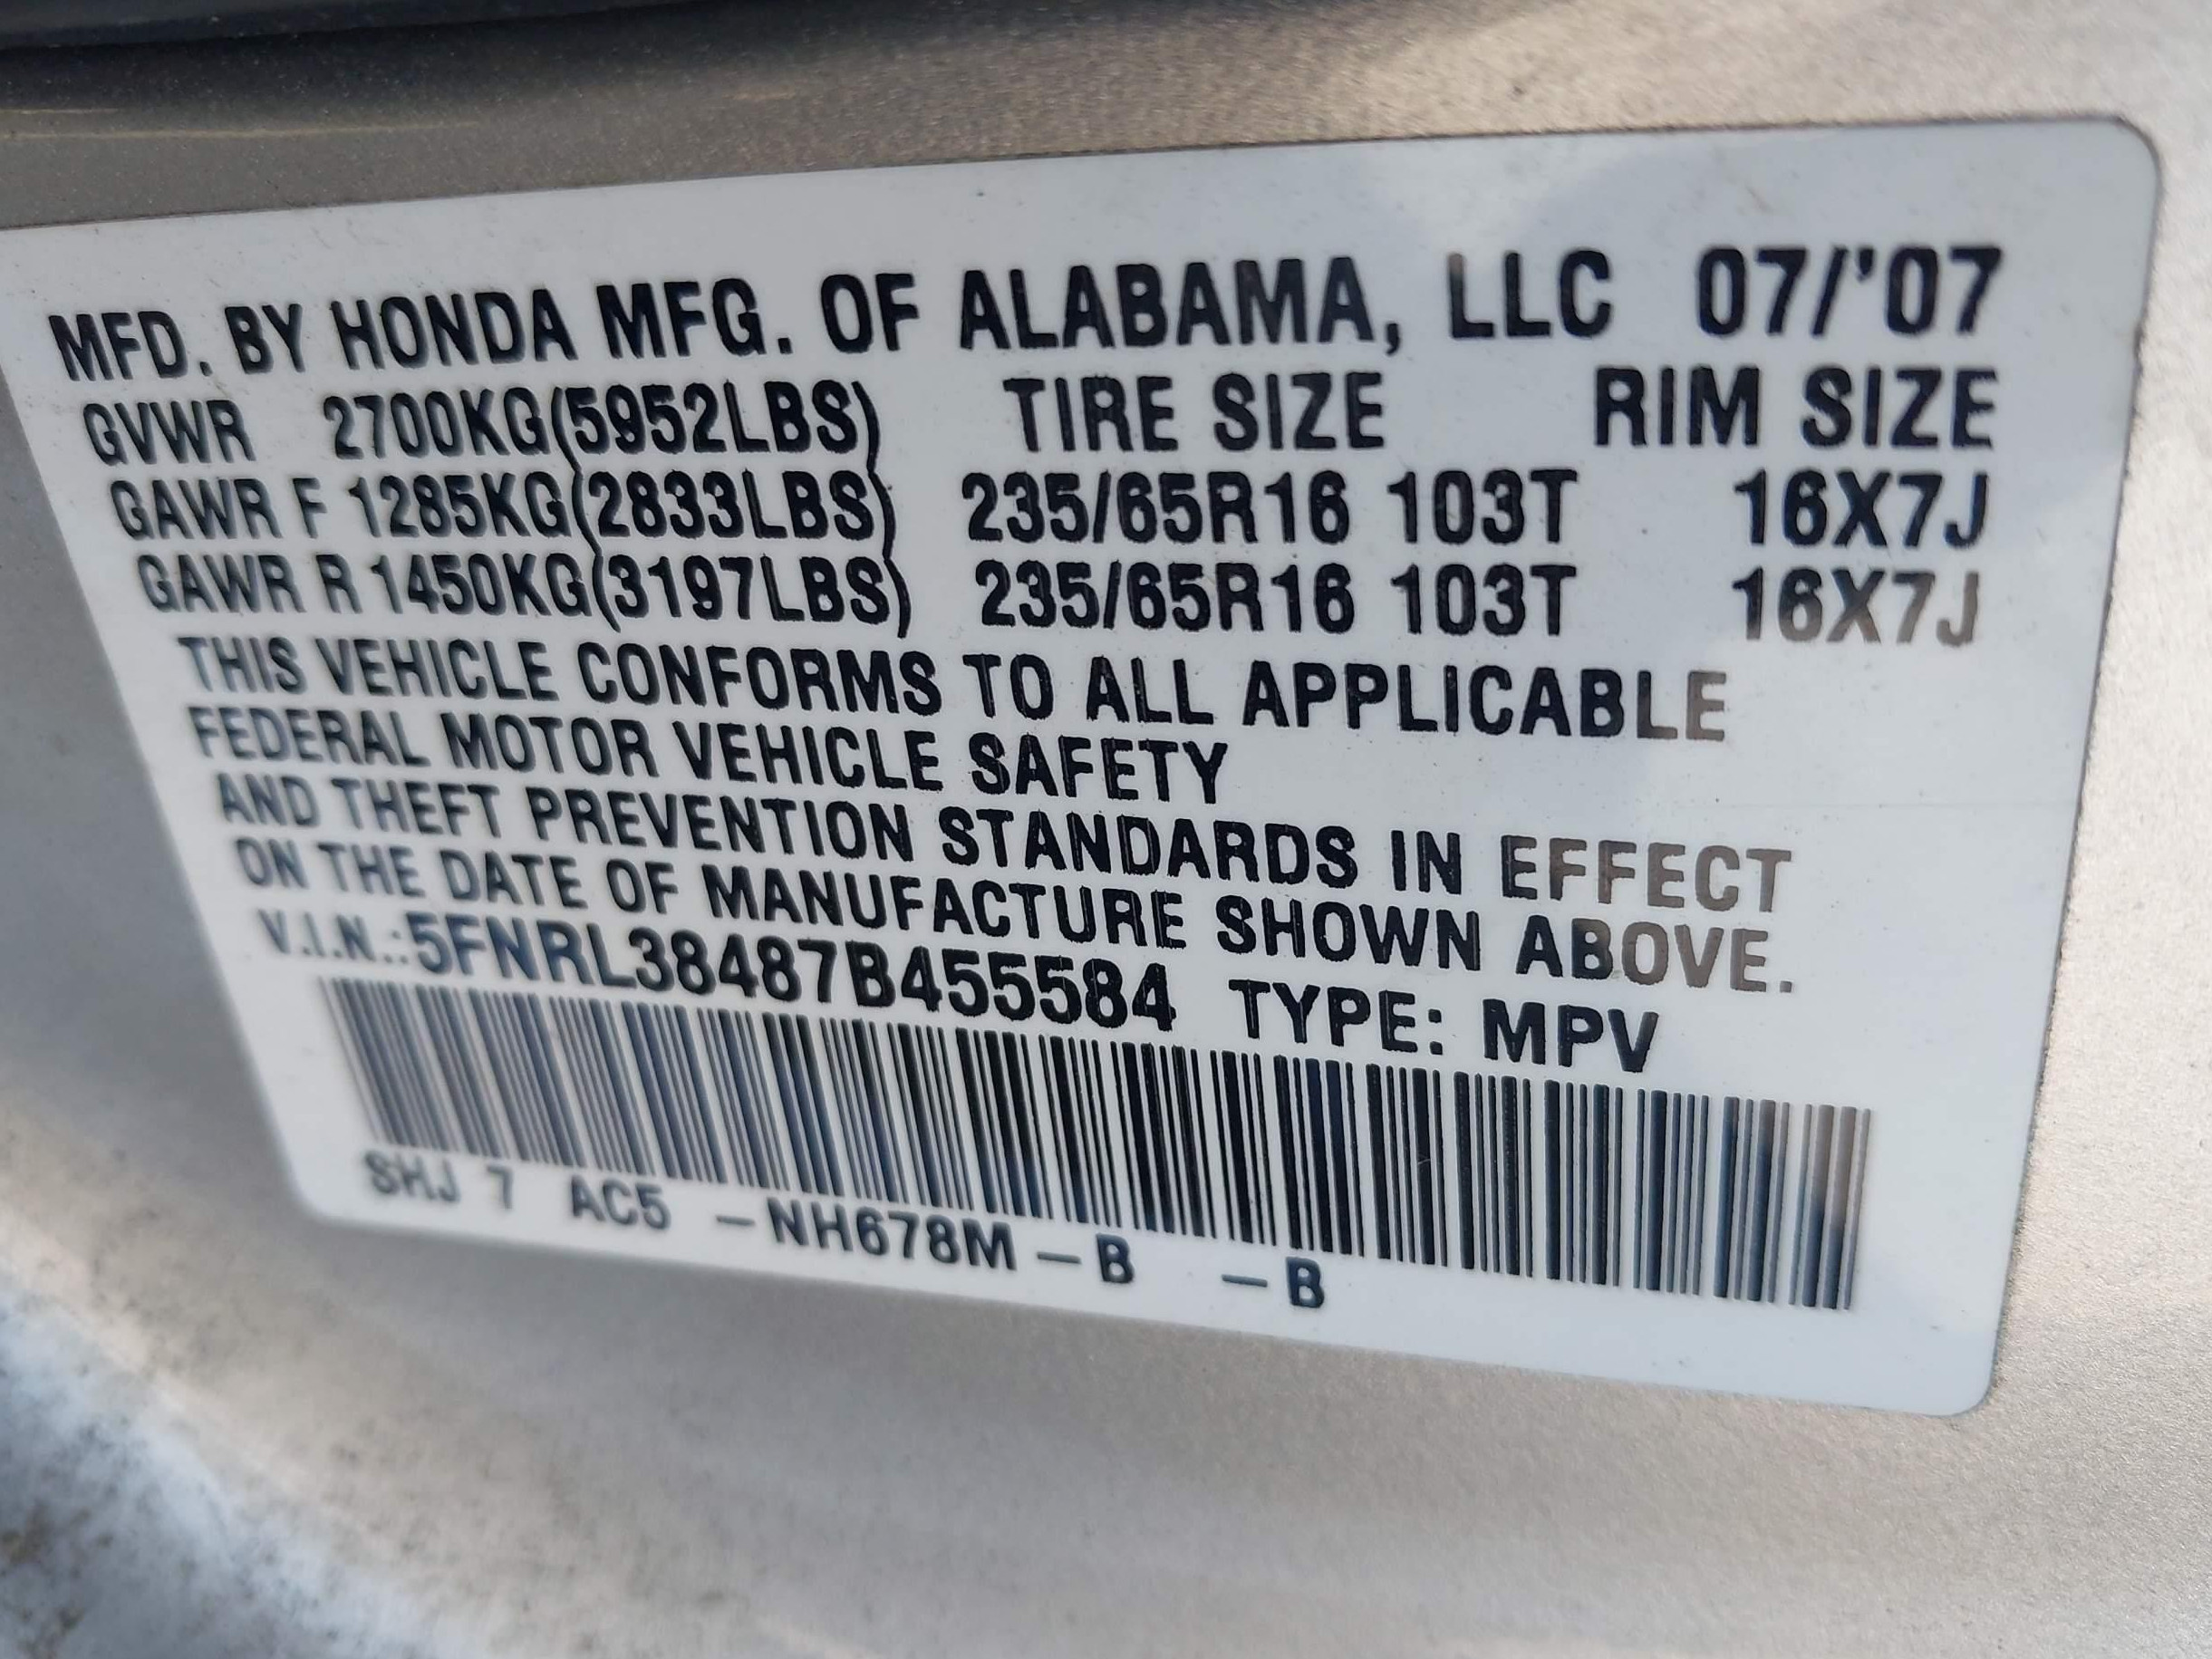 MFD. BY HONDA MFG. OF ALABAMA, LLC 07/'07
GVWR 2700KG(5952LBS) TIRE SIZE RIM SIZE
GAWR F 1285KG(2833LBS) 235/65R16 103T 16X7J
GAWR R 1450KG(3197LBS) 235/65R16 103T 16X7J
THIS VEHICLE CONFORMS TO ALL APPLICABLE
FEDERAL MOTOR VEHICLE SAFETY
AND THEFT PREVENTION STANDARDS IN EFFECT
ON THE DATE OF MANUFACTURE SHOWN ABOVE.
V.I.N.:5FNRL38487B455584 TYPE: MPV
SHJ 7 AC5 –NH678M–B –B